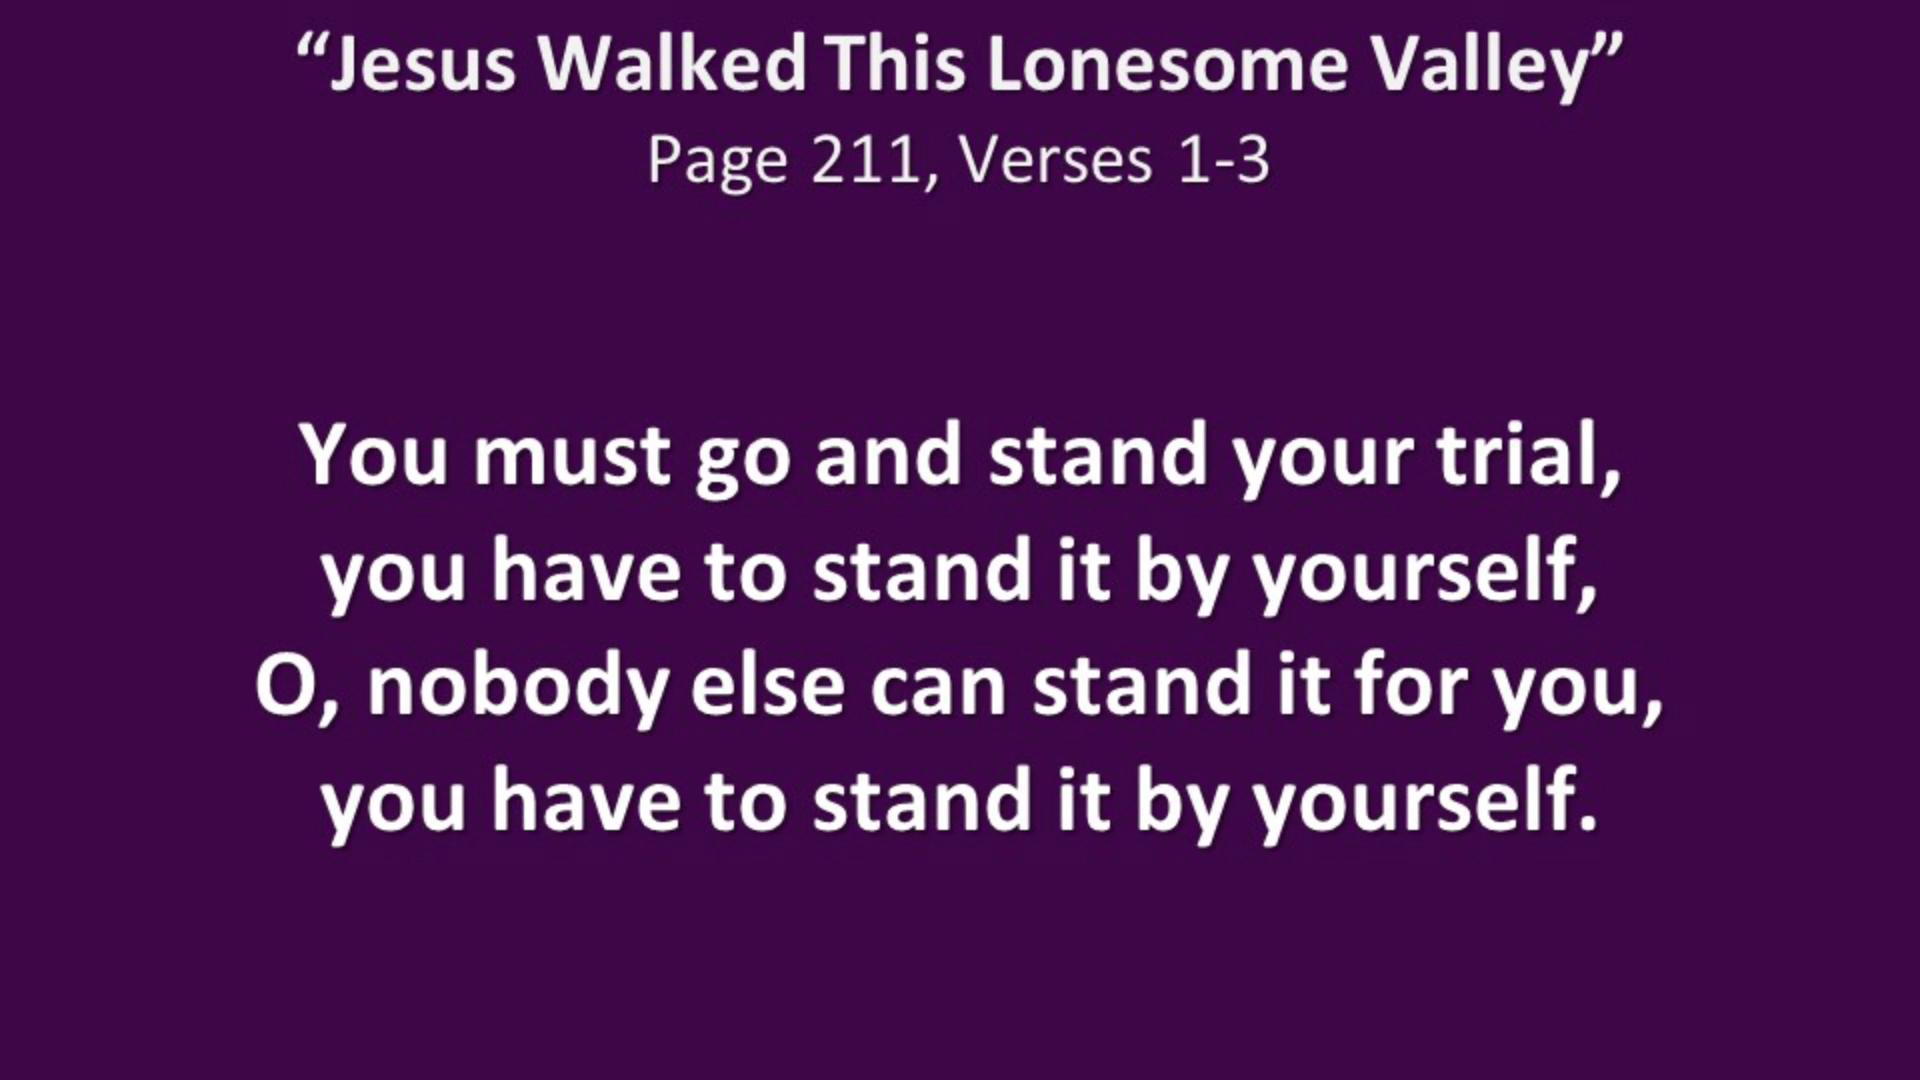 “Jesus Walked This Lonesome Valley”
Page 211, Verses 1-3
You must go and stand your trial,
you have to stand it by yourself,
O, nobody else can stand it for you,
you have to stand it by yourself.